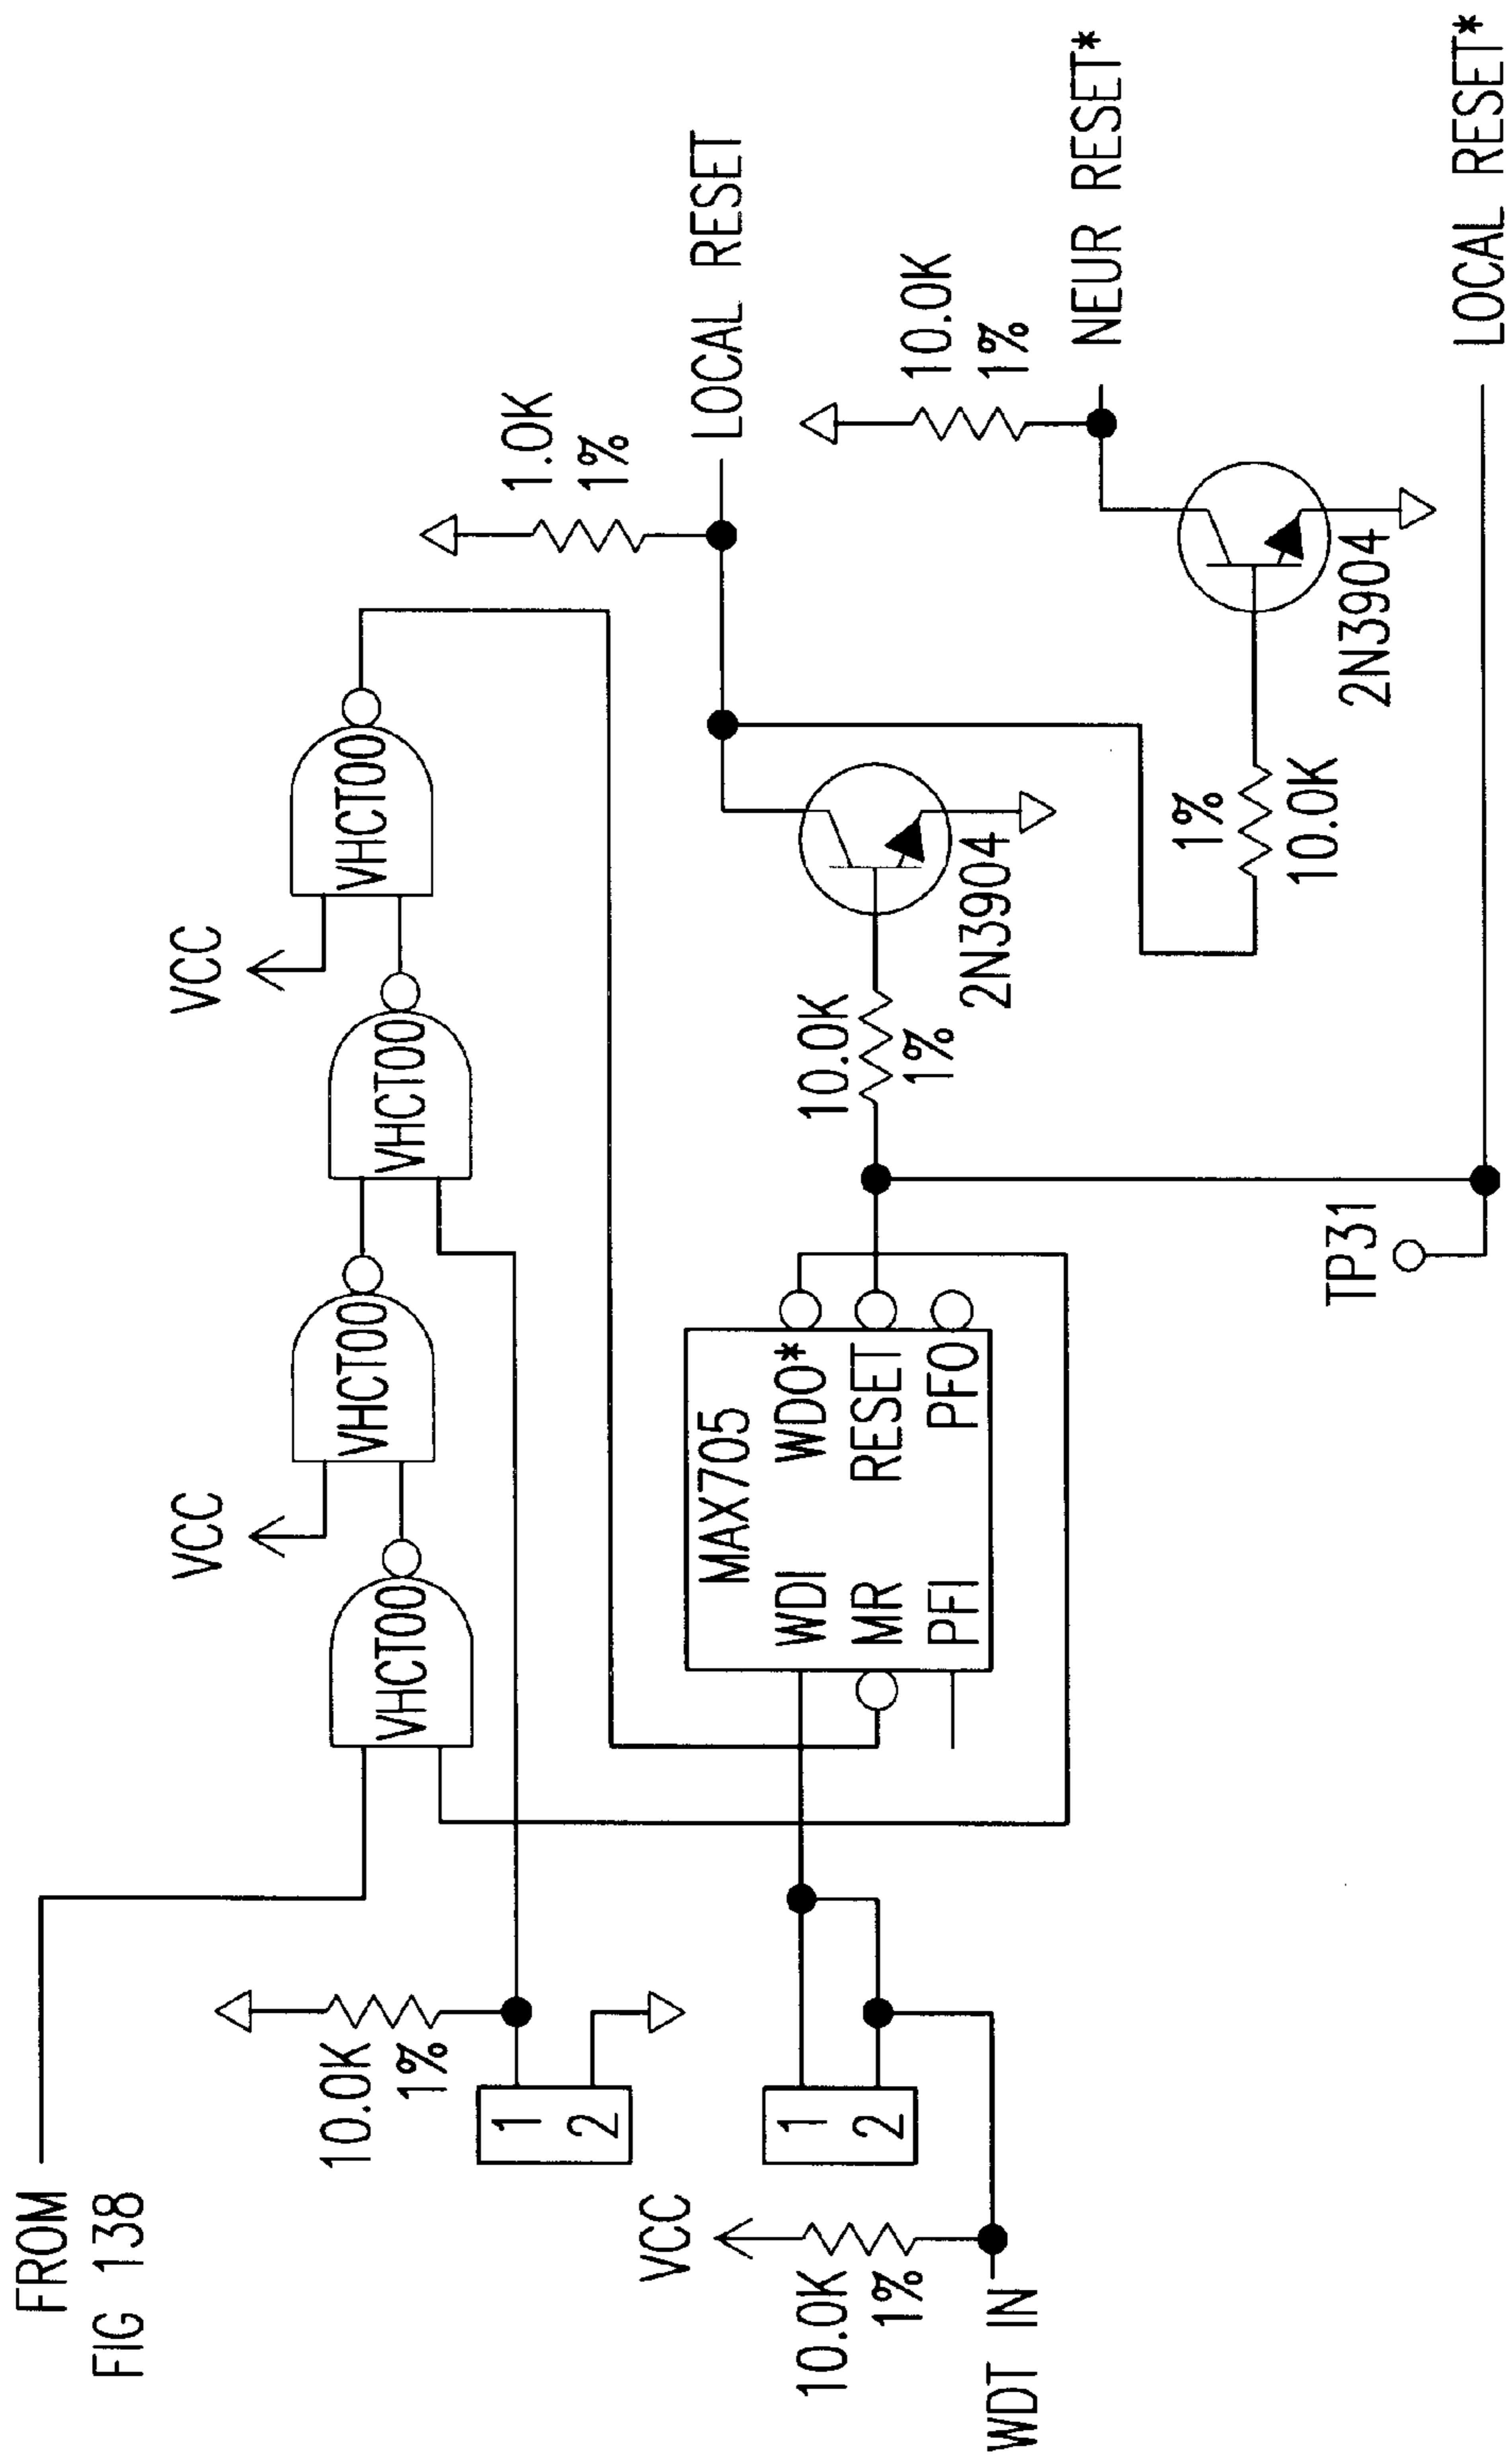 FROM
FIG 138
VCC
VCC
VHCT00
VHCT00
VHCT00
VHCT00
10.0K
1%
1
2
1.0K
1%
LOCAL RESET
VCC
10.0K
1%
WDT IN
1
2
MAX705
WDI
WDO*
MR
RESET
PFI
PFO
10.0K
1%
2N3904
10.0K
1%
NEUR RESET*
1%
10.0K
2N3904
TP31
LOCAL RESET*